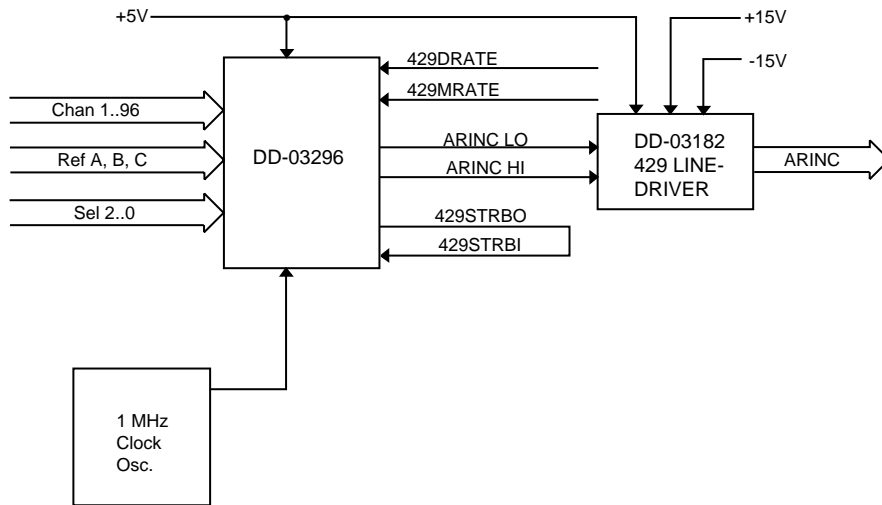 +5V
+15V
-15V
429DRATE
429MRATE
Chan 1..96
DD-03296
ARINC LO
DD-03182
429 LINE-
DRIVER
ARINC
Ref A, B, C
ARINC HI
Sel 2..0
429STRBO
429STRBI
1 MHz
Clock
Osc.